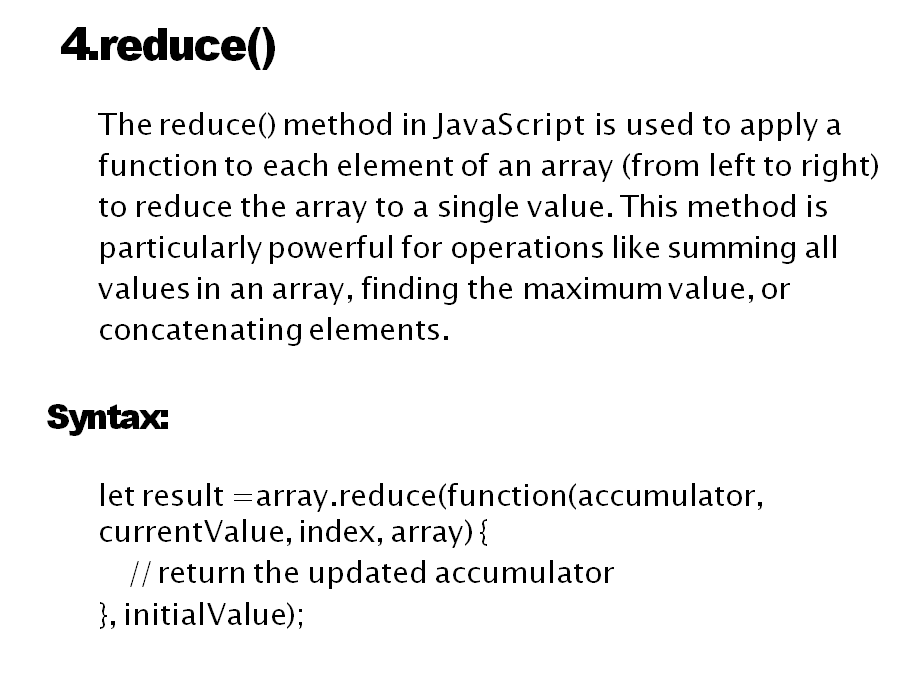 4.reduce()
The reduce() method in JavaScript is used to apply a
function to each element of an array (from left to right)
to reduce the array to a single value. This method is
particularly powerful for operations like summing all
values in an array, finding the maximum value, or
concatenating elements.
Syntax:
let result =array.reduce(function(accumulator,
currentValue, index, array) {
// return the updated accumulator
}, initialValue);